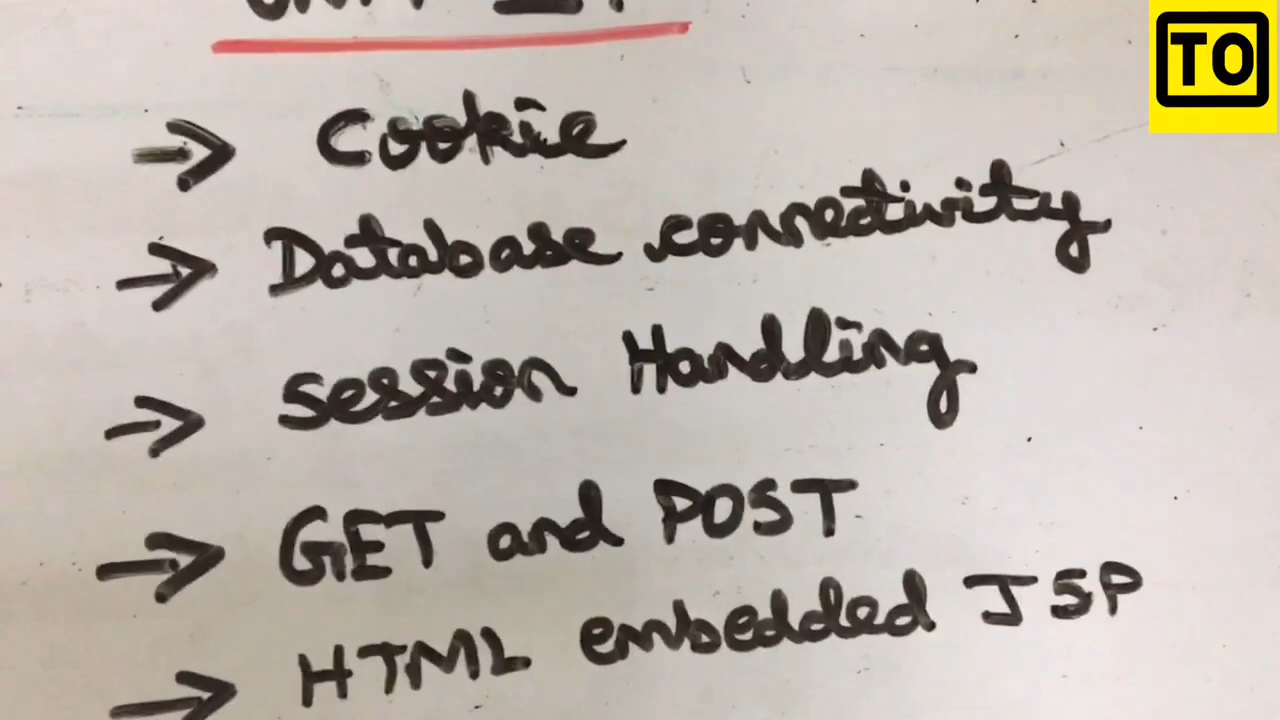 TO
→ Cookie
→ Database connectivity
→ Session Handling
→ GET and POST
→ HTML embedded JSP